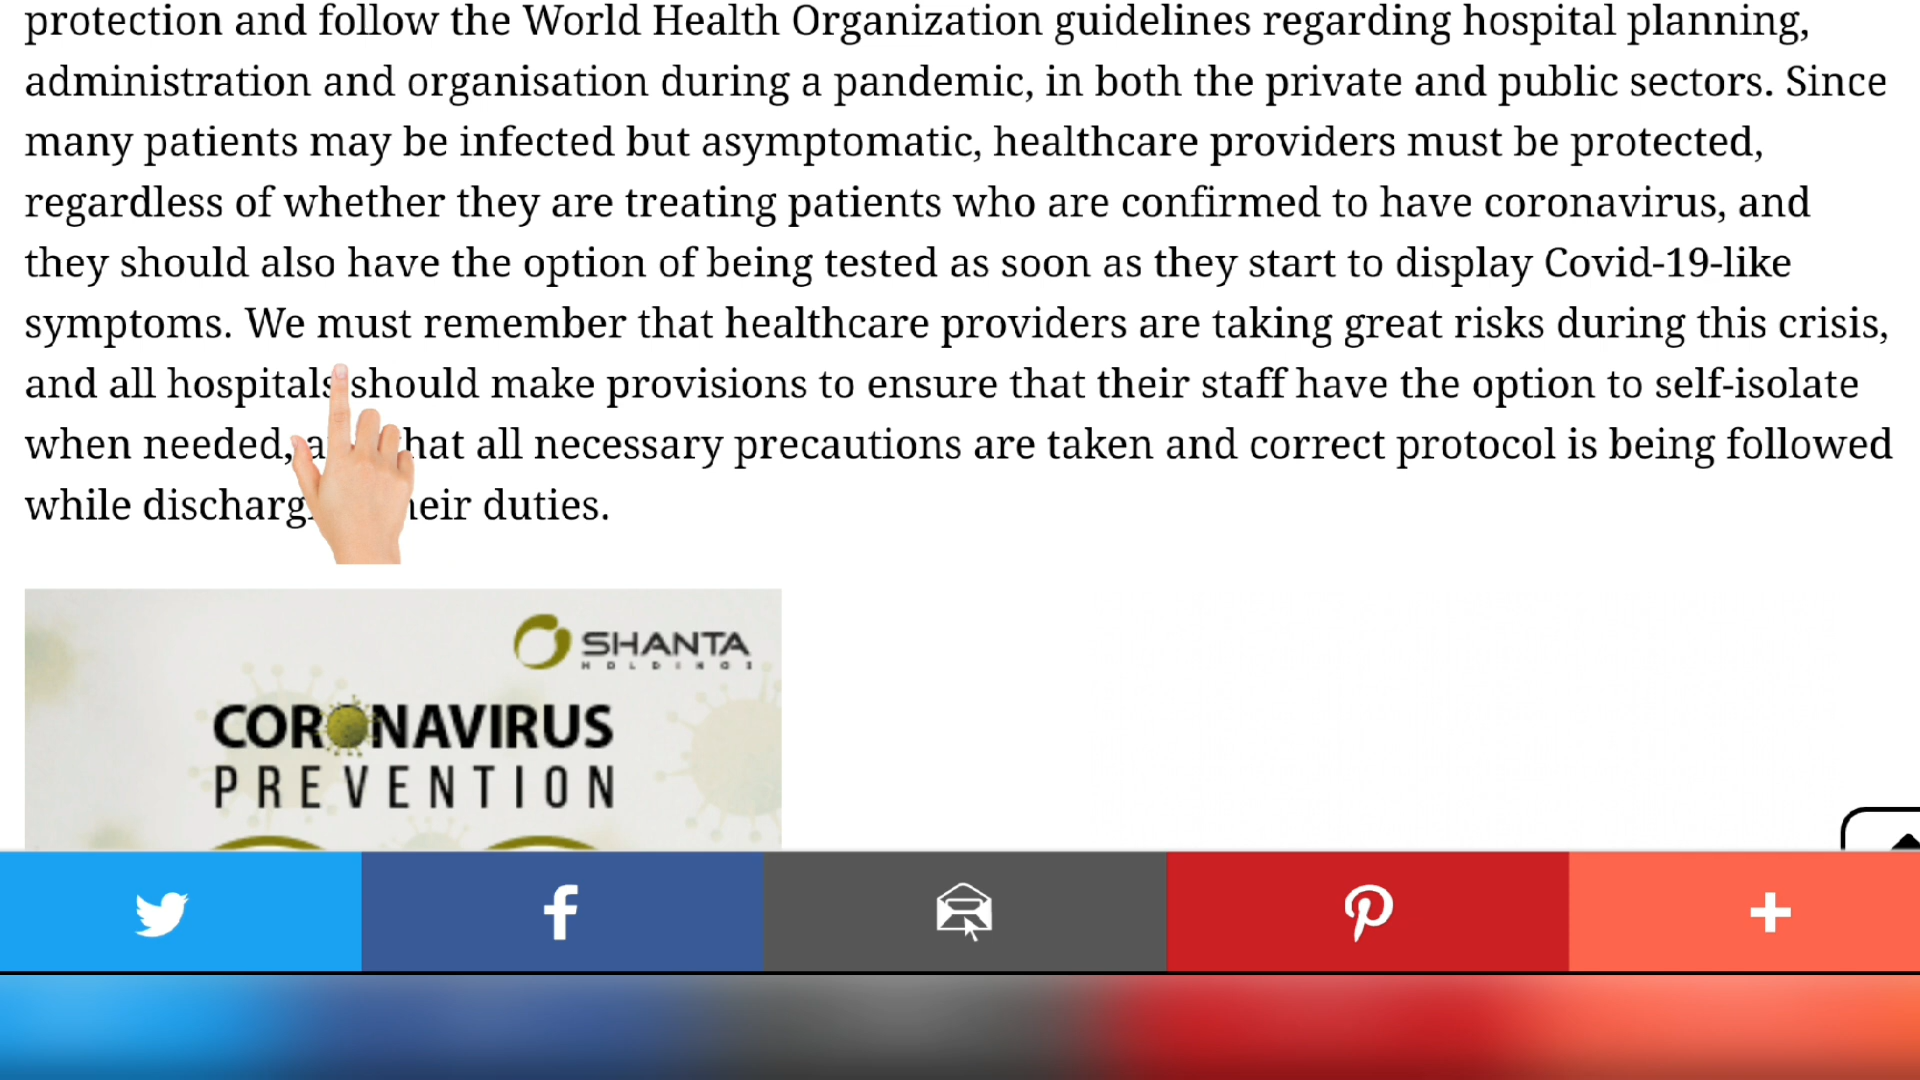 protection and follow the World Health Organization guidelines regarding hospital planning,
administration and organisation during a pandemic, in both the private and public sectors. Since
many patients may be infected but asymptomatic, healthcare providers must be protected,
regardless of whether they are treating patients who are confirmed to have coronavirus, and
they should also have the option of being tested as soon as they start to display Covid-19-like
symptoms. We must remember that healthcare providers are taking great risks during this crisis,
and all hospitals should make provisions to ensure that their staff have the option to self-isolate
when needed, all necessary precautions are taken and correct protocol is being followed
while duties.
SHANTA
HOLDINGS
CORONAVIRUS
PREVENTION